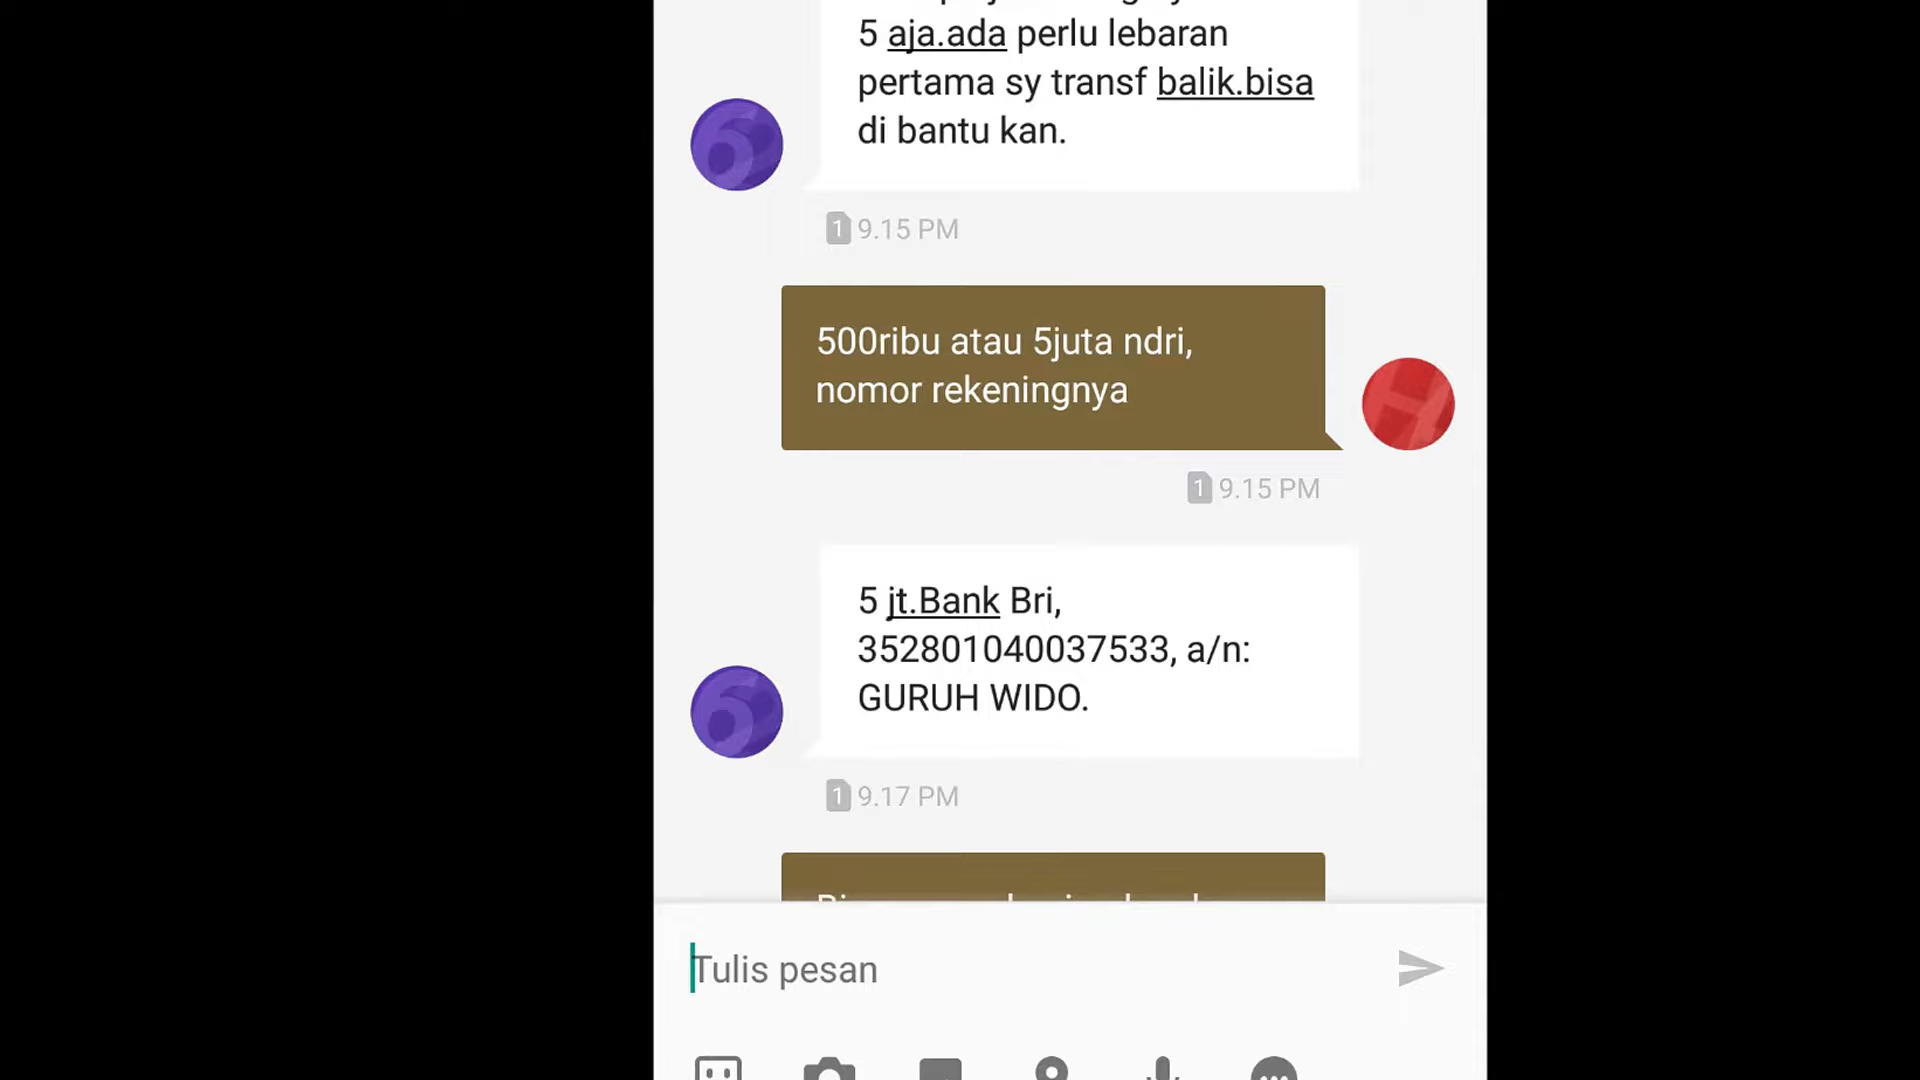 5 aja.ada perlu lebaran
pertama sy transf balik.bisa
di bantu kan.
1 9.15 PM
500ribu atau 5juta ndri,
nomor rekeningnya
1 9.15 PM
5 jt.Bank Bri,
352801040037533, a/n:
GURUH WIDO.
1 9.17 PM
Tulis pesan